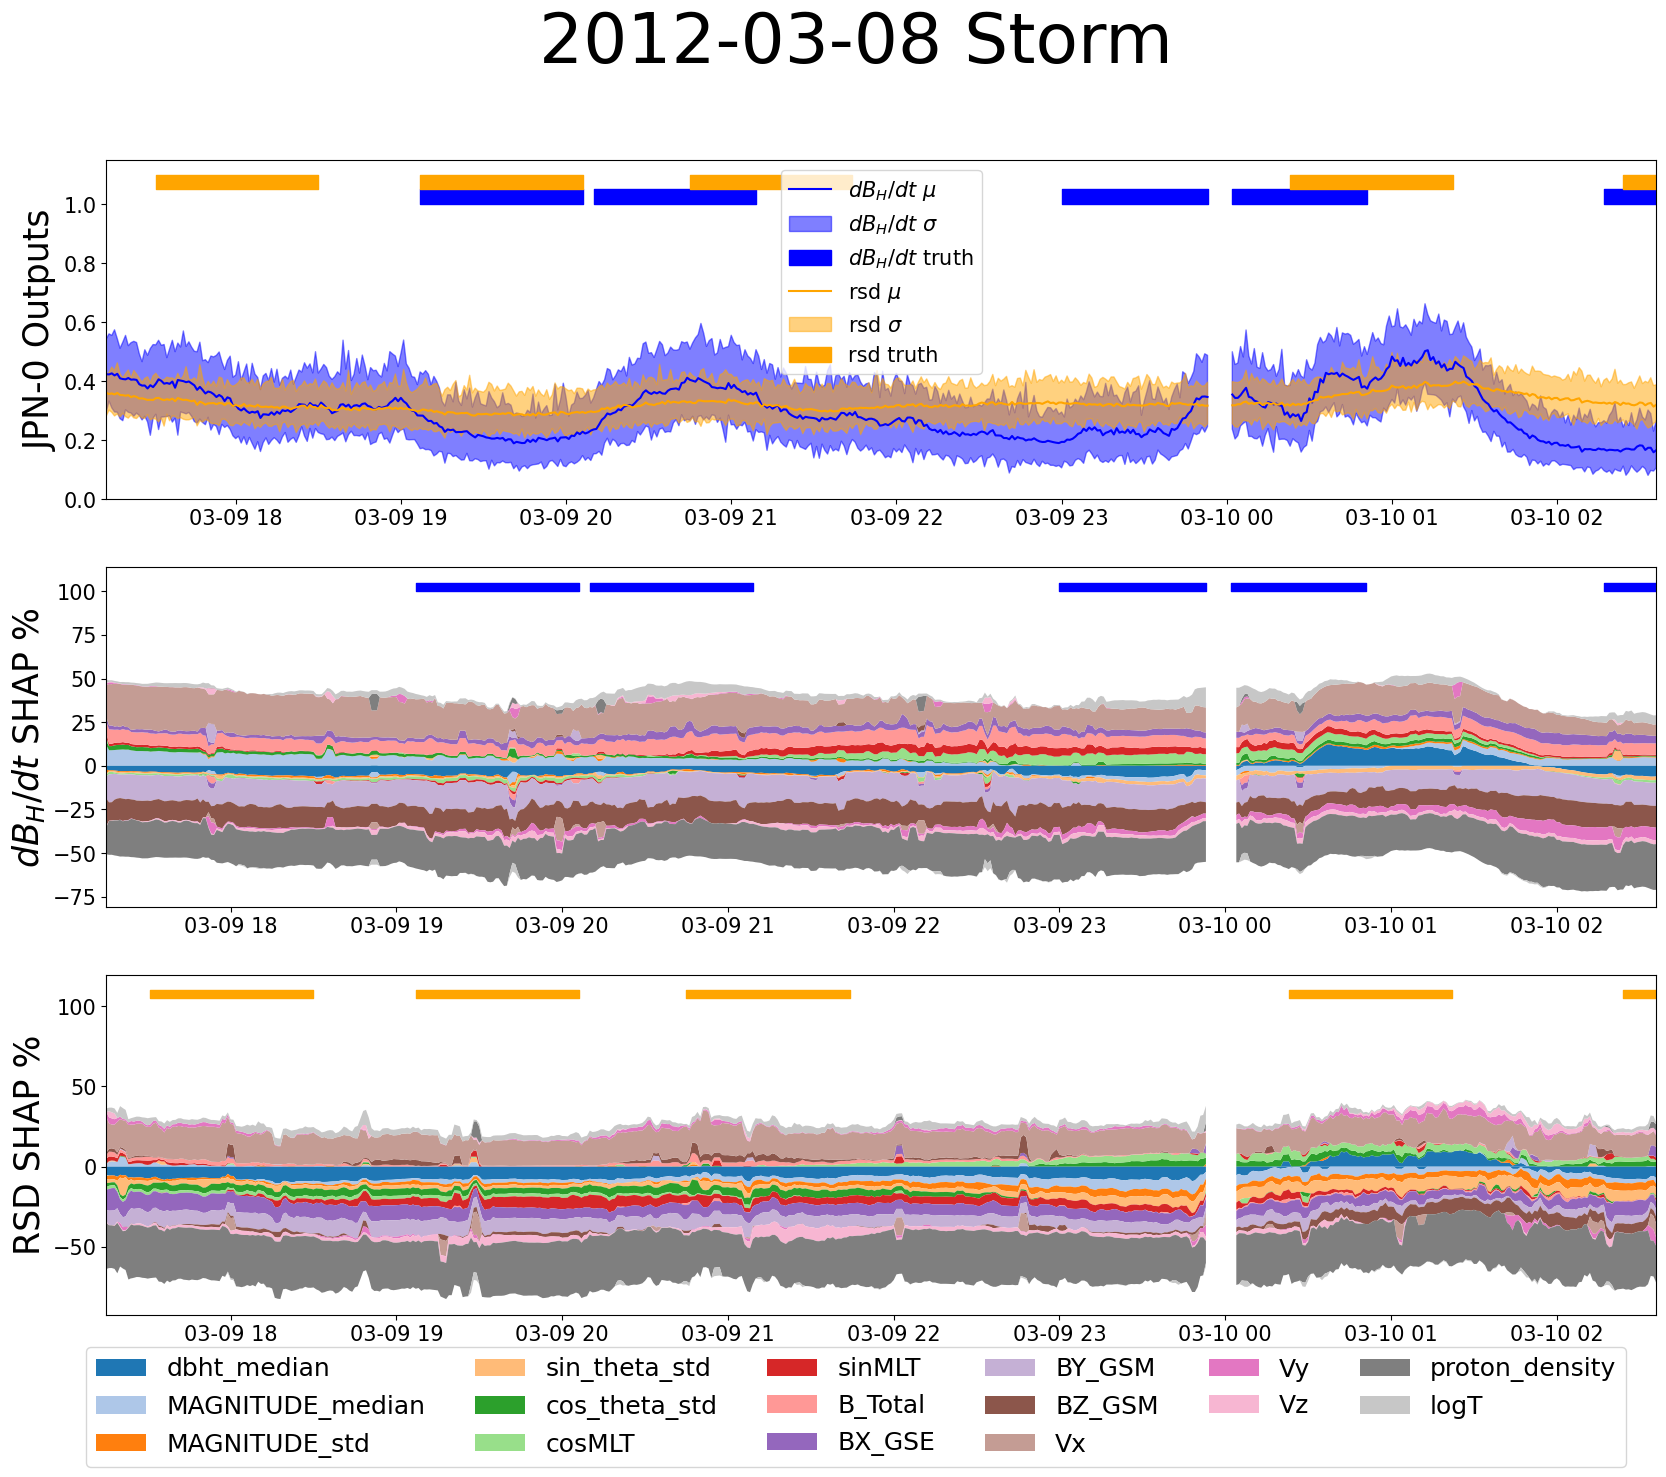 2012-03-08 Storm
JPN-0 Outputs
1.0
0.8
0.6
0.4
0.2
0.0
dB_H/dt μ
dB_H/dt σ
dB_H/dt truth
rsd μ
rsd σ
rsd truth
03-09 18 03-09 19 03-09 20 03-09 21 03-09 22 03-09 23 03-10 00 03-10 01 03-10 02
dB_H/dt SHAP %
100
75
50
25
0
−25
−50
−75
03-09 18 03-09 19 03-09 20 03-09 21 03-09 22 03-09 23 03-10 00 03-10 01 03-10 02
RSD SHAP %
100
50
0
−50
03-09 18 03-09 19 03-09 20 03-09 21 03-09 22 03-09 23 03-10 00 03-10 01 03-10 02
dbht_median sin_theta_std sinMLT BY_GSM Vy proton_density
MAGNITUDE_median cos_theta_std B_Total BZ_GSM Vz logT
MAGNITUDE_std cosMLT BX_GSE Vx